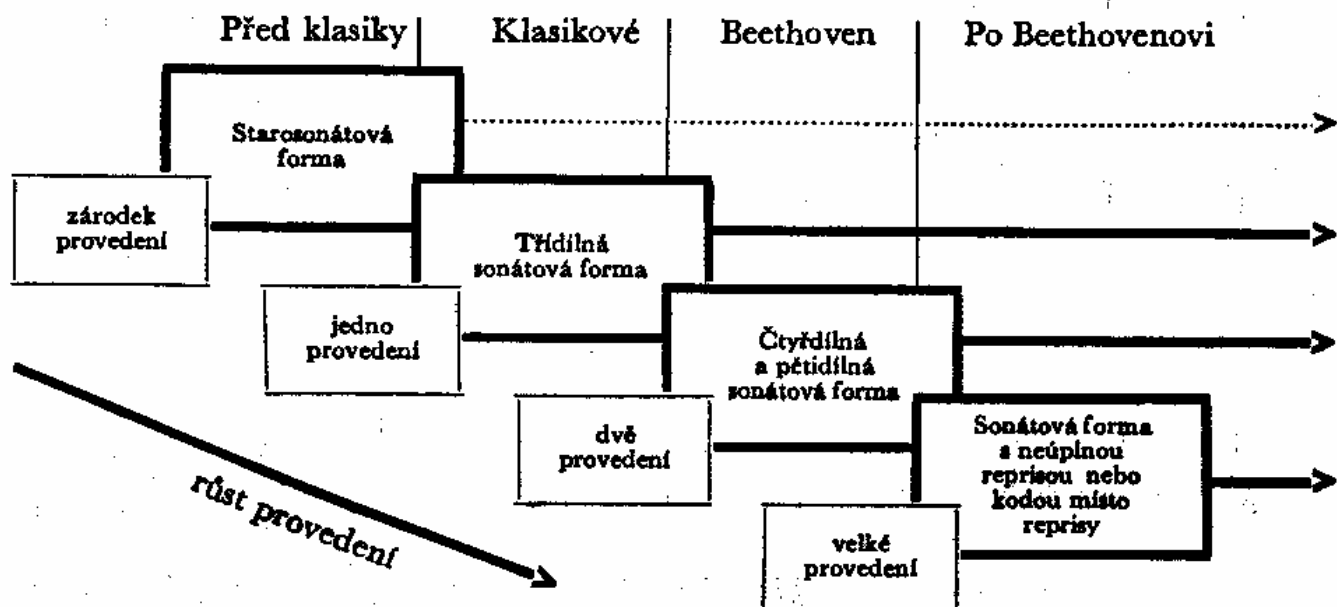 Před klasiky
Klasikové
Beethoven
Po Beethovenovi
Starosonátová
forma
zárodek
provedení
Třídílná
sonátová forma
jedno
provedení
Čtyřdílná
a pětidílná
sonátová forma
dvě
provedení
Sonátová forma
s neúplnou
reprisou nebo
kodou místo
reprisy
velké
provedení
růst provedení